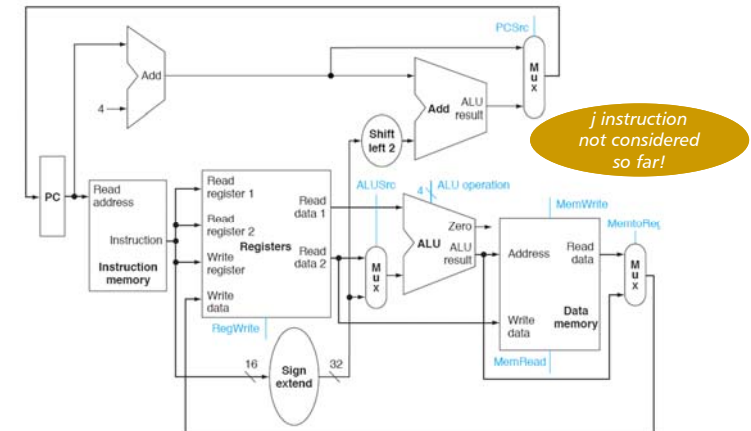 PCSrc
M
u
x
Add
4
Add
ALU
result
Shift
left 2
j instruction
not considered
so far!
PC
Read
address
Instruction
Instruction
memory
Read
register 1
Read
register 2
Write
register
Write
data
Registers
Read
data 1
Read
data 2
RegWrite
ALUSrc
M
u
x
4
ALU operation
Zero
ALU
ALU
result
MemWrite
Address
Read
data
Write
data
Data
memory
MemRead
MemtoReg
M
u
x
16
Sign
extend
32